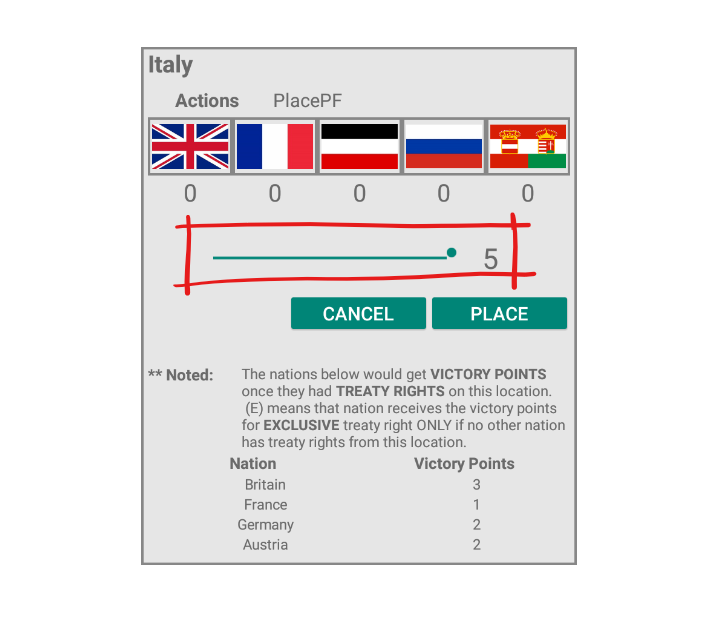 Italy
Actions PlacePF
0 0 0 0 0
5
CANCEL PLACE
** Noted: The nations below would get VICTORY POINTS
once they had TREATY RIGHTS on this location.
(E) means that nation receives the victory points
for EXCLUSIVE treaty right ONLY if no other nation
has treaty rights from this location.
Nation Victory Points
Britain 3
France 1
Germany 2
Austria 2